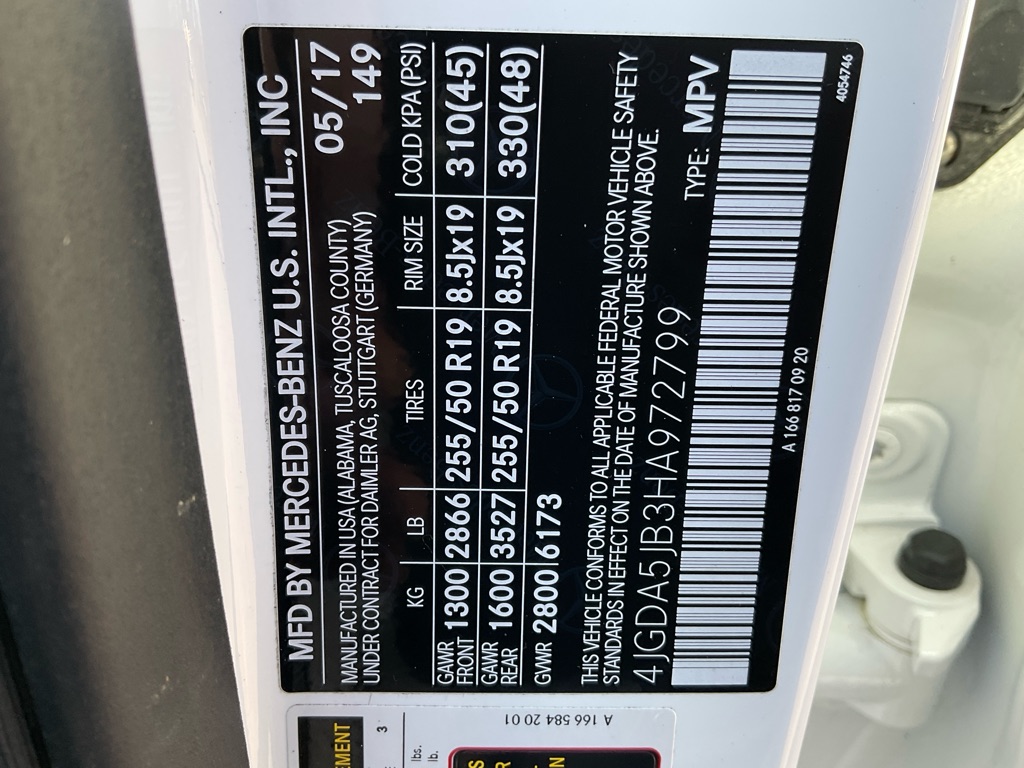 MFD BY MERCEDES-BENZ U.S. INTL., INC
05/17
MANUFACTURED IN USA (ALABAMA, TUSCALOOSA COUNTY)
UNDER CONTRACT FOR DAIMLER AG, STUTTGART (GERMANY)
149
KG LB TIRES RIM SIZE COLD KPA (PSI)
GAWR FRONT 1300 2866 255/50 R19 8.5Jx19 310(45)
GAWR REAR 1600 3527 255/50 R19 8.5Jx19 330(48)
GWR 2800 6173
THIS VEHICLE CONFORMS TO ALL APPLICABLE FEDERAL MOTOR VEHICLE SAFETY
STANDARDS IN EFFECT ON THE DATE OF MANUFACTURE SHOWN ABOVE.
4JGDA5JB3HA972799 TYPE: MPV
A 166 817 09 20
4054746
A 166 584 20 01
3
lbs.
lb.